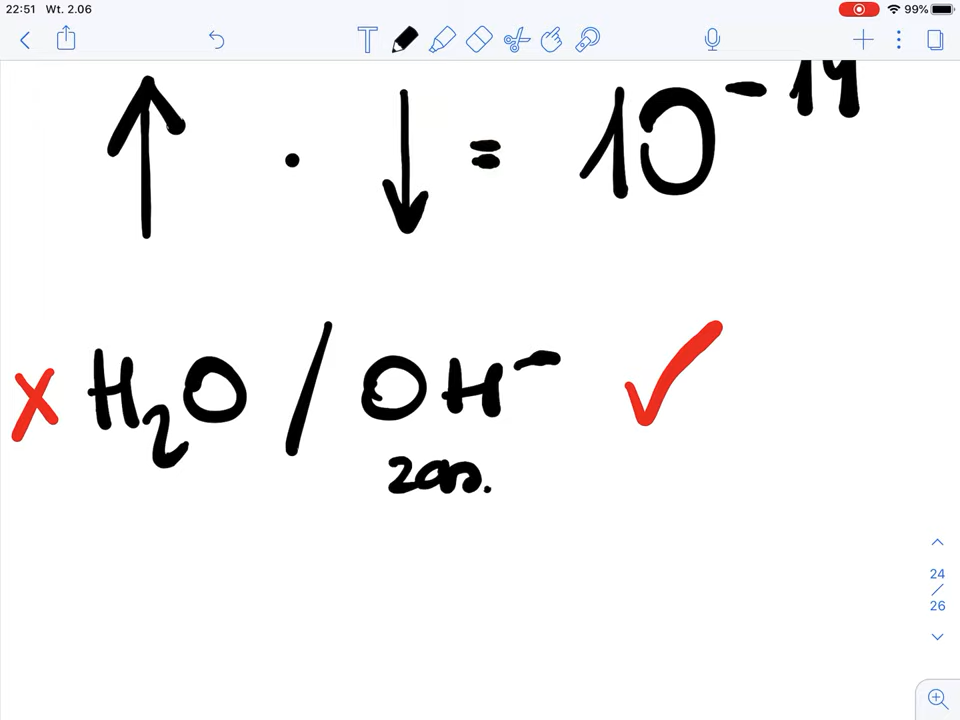 22:51 Wt. 2.06
99%
T
↑ · ↓ = 10⁻¹⁴
x H₂O / OH⁻ ✓
zas.
24
/
26